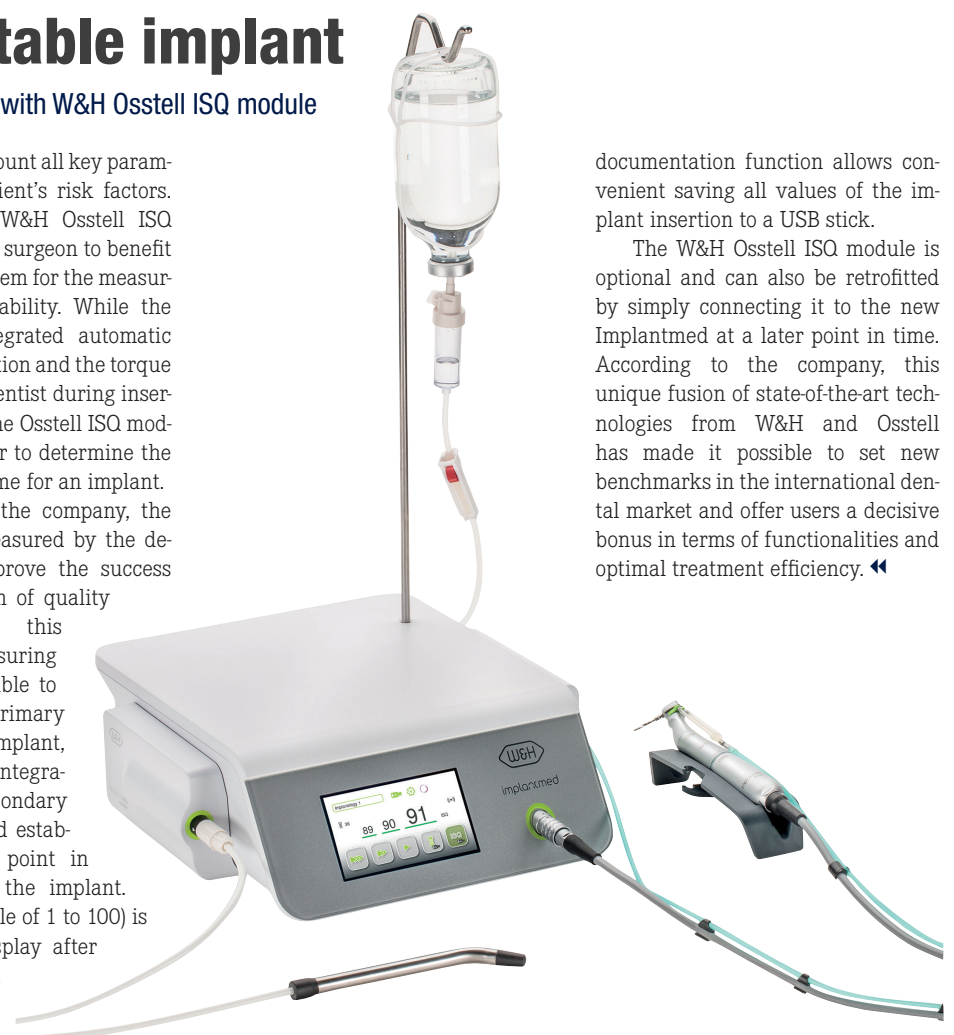 table implant
with W&H Osstell ISQ module
ount all key param-
ient's risk factors.
W&H Osstell ISQ
surgeon to benefit
em for the measur-
ability. While the
egrated automatic
tion and the torque
entist during inser-
he Osstell ISQ mod-
r to determine the
me for an implant.
the company, the
easured by the de-
prove the success
n of quality
this
suring
ble to
rimary
mplant,
integra-
ondary
d estab-
point in
the implant.
le of 1 to 100) is
splay after
documentation function allows con-
venient saving all values of the im-
plant insertion to a USB stick.
The W&H Osstell ISQ module is
optional and can also be retrofitted
by simply connecting it to the new
Implantmed at a later point in time.
According to the company, this
unique fusion of state-of-the-art tech-
nologies from W&H and Osstell
has made it possible to set new
benchmarks in the international den-
tal market and offer users a decisive
bonus in terms of functionalities and
optimal treatment efficiency.
W&H
implantmed
Implantology 1
36
89 90 91
ISQ